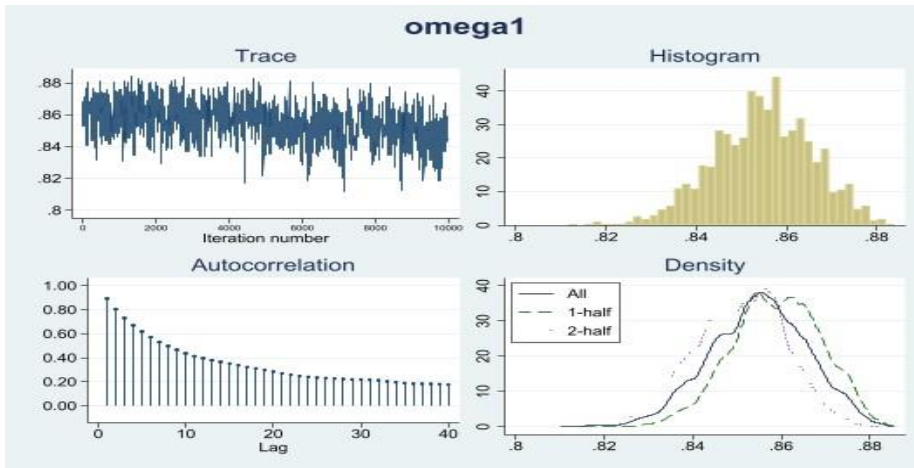 omega1
Trace
.88
.86
.84
.82
.8
0 2000 4000 6000 8000 10000
Iteration number
Histogram
40
30
20
10
0
.8 .82 .84 .86 .88
Autocorrelation
1.00
0.80
0.60
0.40
0.20
0.00
0 10 20 30 40
Lag
Density
40
30
20
10
0
All
1-half
2-half
.8 .82 .84 .86 .88